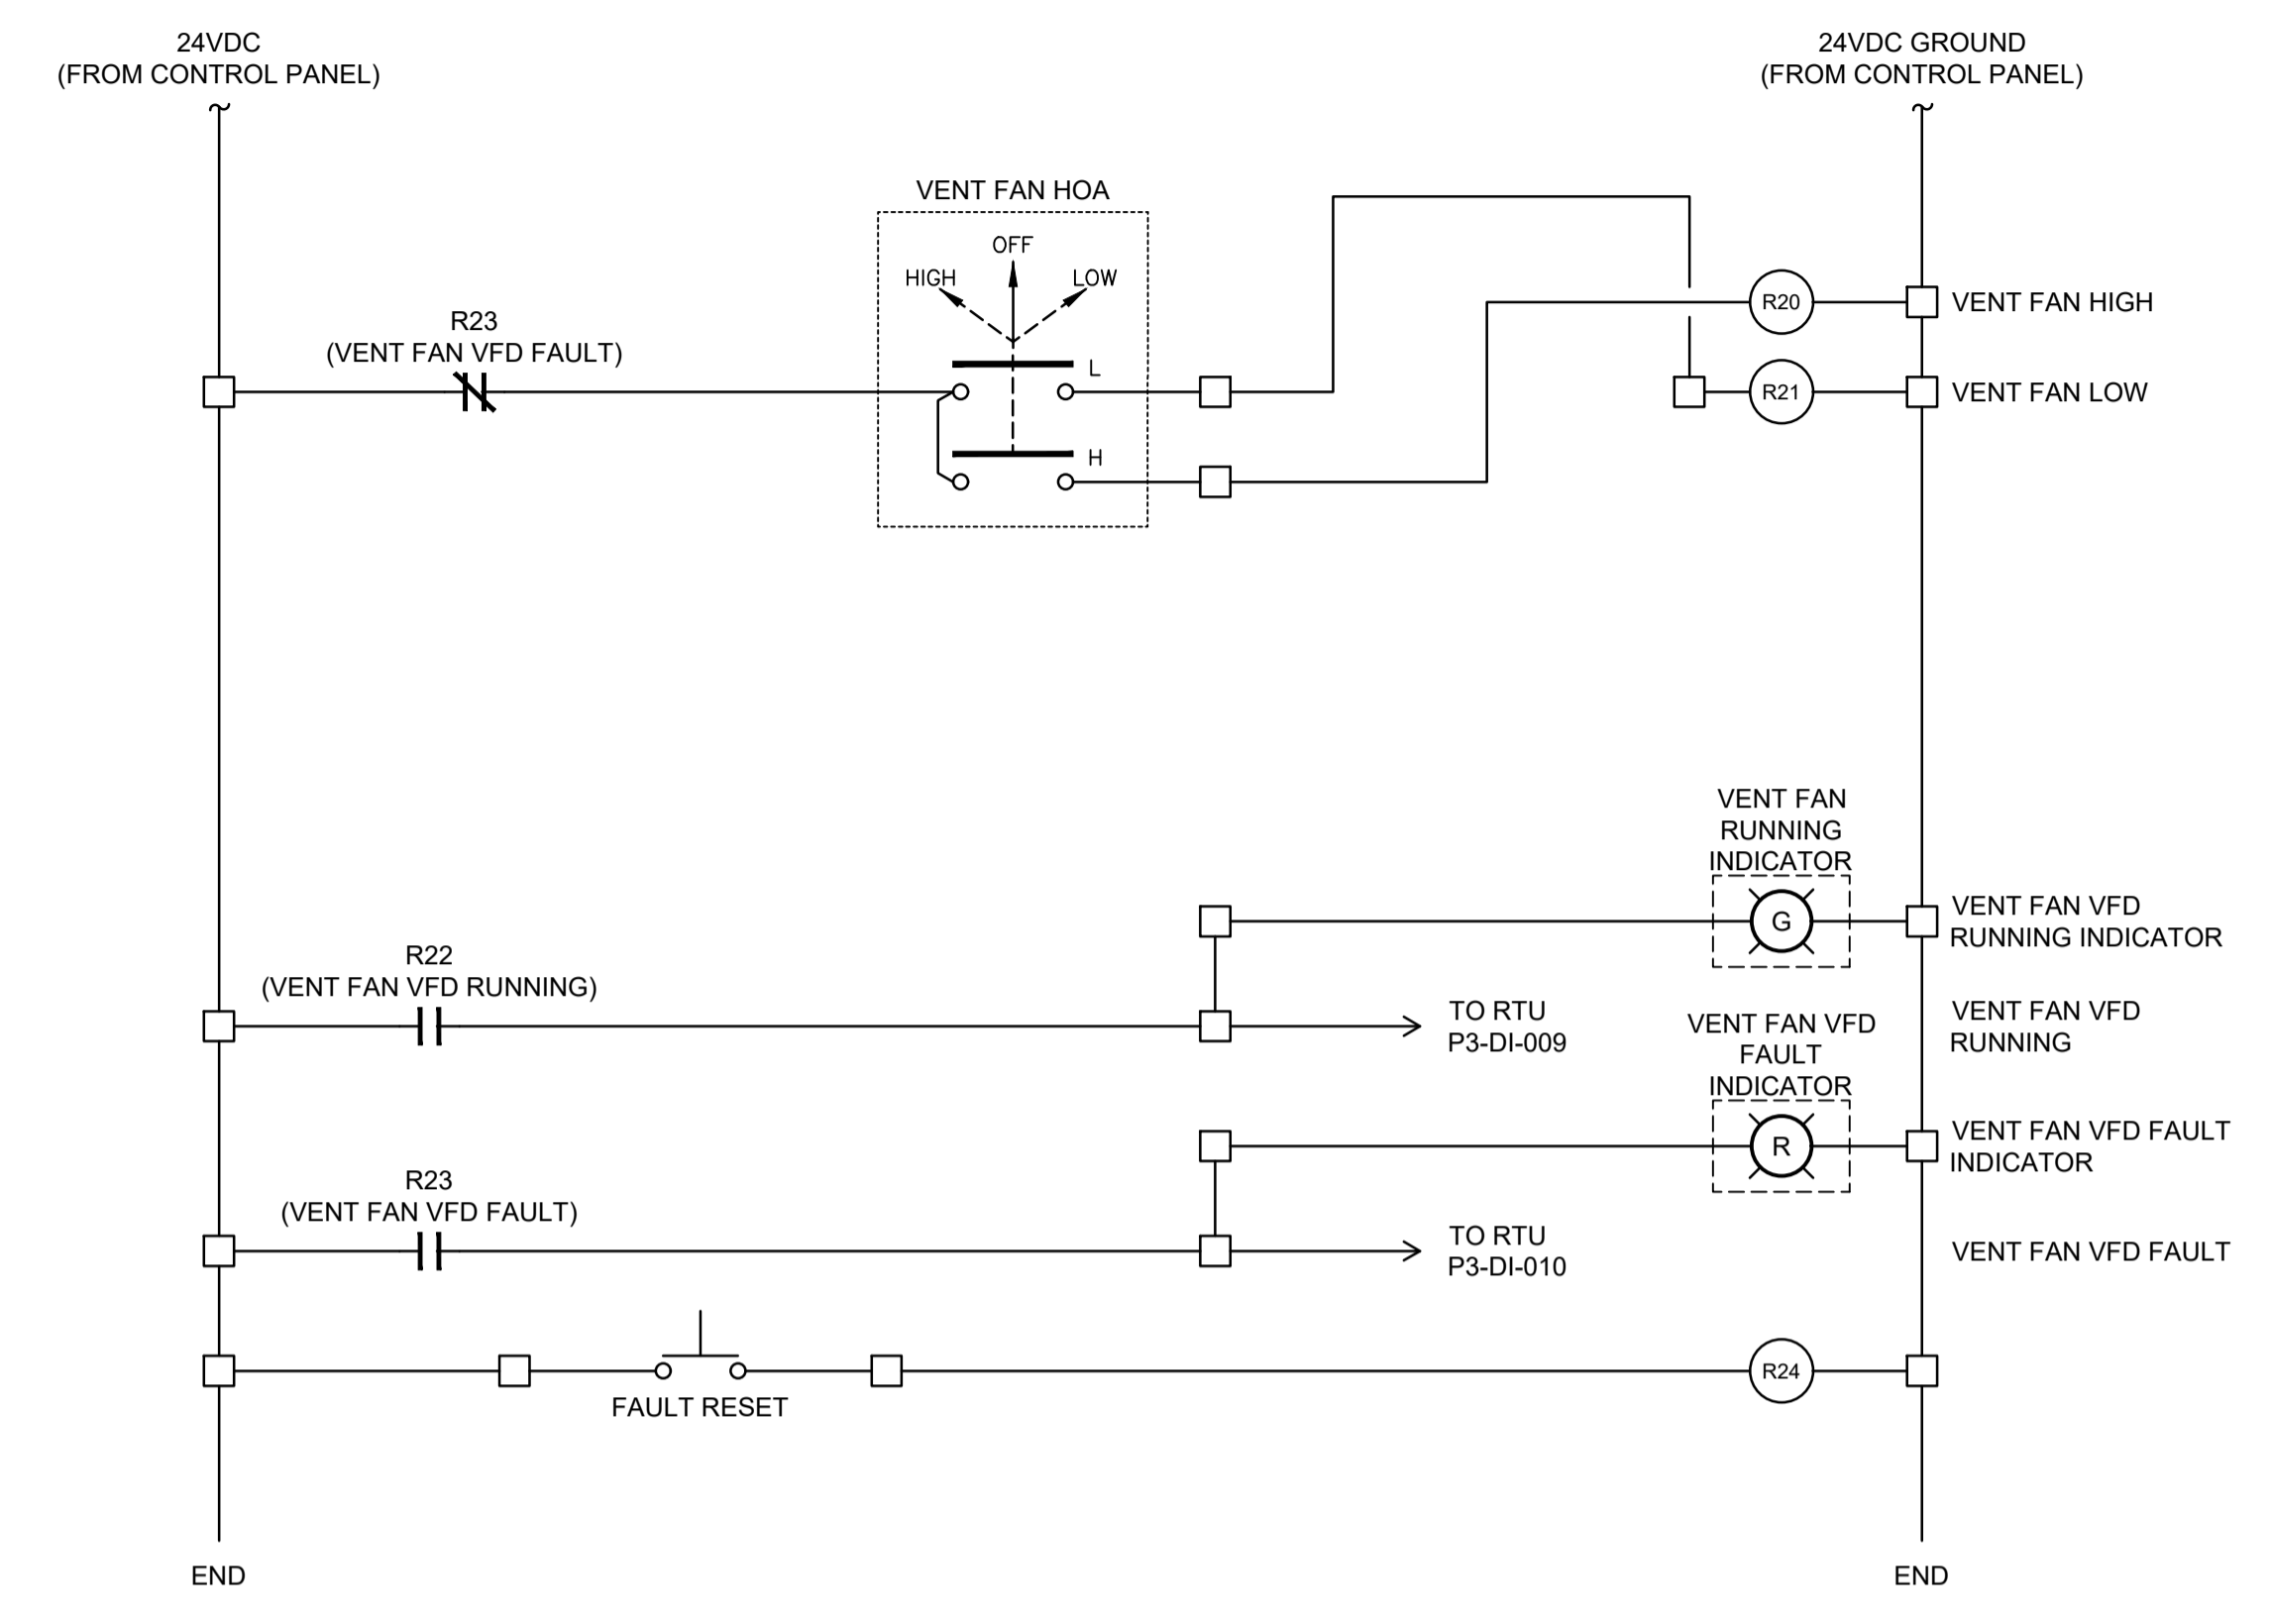 24VDC
(FROM CONTROL PANEL)
24VDC GROUND
(FROM CONTROL PANEL)
VENT FAN HOA
OFF
HIGH
LOW
R23
(VENT FAN VFD FAULT)
L
H
R20
VENT FAN HIGH
R21
VENT FAN LOW
VENT FAN
RUNNING
INDICATOR
G
VENT FAN VFD
RUNNING INDICATOR
R22
(VENT FAN VFD RUNNING)
TO RTU
P3-DI-009
VENT FAN VFD
RUNNING
VENT FAN VFD
FAULT
INDICATOR
R
VENT FAN VFD FAULT
INDICATOR
R23
(VENT FAN VFD FAULT)
TO RTU
P3-DI-010
VENT FAN VFD FAULT
FAULT RESET
R24
END
END